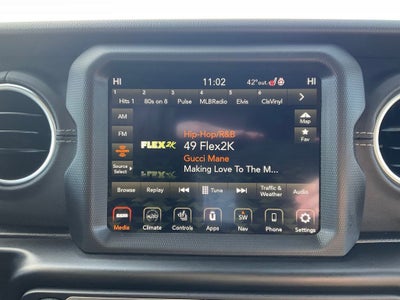 HI 11:02 42°out HI
1 2 3 4 5 6
Hits 1 80s on 8 Pulse MLBRadio Elvis ClsVinyl
AM
Map
FM
Hip-Hop/R&B
Fav
FLEX2K 49 Flex2K
Gucci Mane
Source
Select
Making Love To The M...
Browse Replay Tune Traffic &
Weather Audio
SW
Media Climate Controls Apps Nav Phone Settings